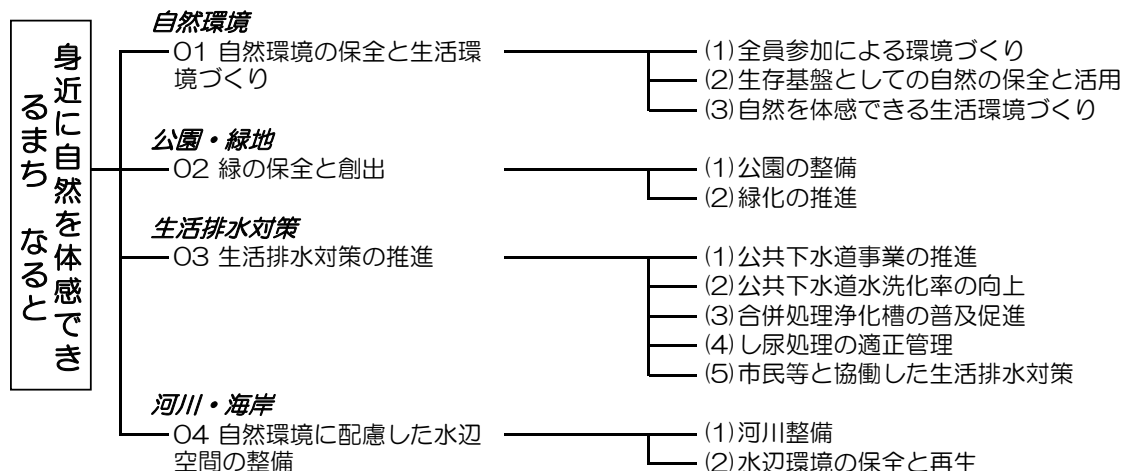 身近に自然を体感でき
るまち なると
自然環境
01 自然環境の保全と生活環
境づくり
(1)全員参加による環境づくり
(2)生存基盤としての自然の保全と活用
(3)自然を体感できる生活環境づくり
公園・緑地
02 緑の保全と創出
(1)公園の整備
(2)緑化の推進
生活排水対策
03 生活排水対策の推進
(1)公共下水道事業の推進
(2)公共下水道水洗化率の向上
(3)合併処理浄化槽の普及促進
(4)し尿処理の適正管理
(5)市民等と協働した生活排水対策
河川・海岸
04 自然環境に配慮した水辺
空間の整備
(1)河川整備
(2)水辺環境の保全と再生